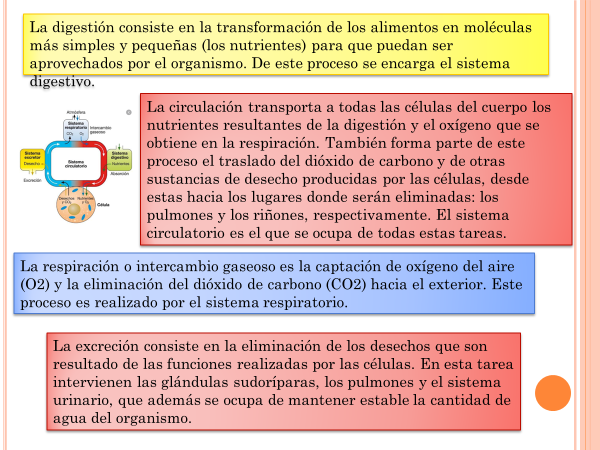 La digestión consiste en la transformación de los alimentos en moléculas
más simples y pequeñas (los nutrientes) para que puedan ser
aprovechados por el organismo. De este proceso se encarga el sistema
digestivo.
Atmósfera
Sistema
respiratorio
CO₂ O₂
Intercambio
gaseoso
Sistema
excretor
Desecho
Excreción
Sistema
circulatorio
Sistema
digestivo
Nutrientes
Absorción
Desechos
y CO₂
Nutrientes
y O₂
Célula
La circulación transporta a todas las células del cuerpo los
nutrientes resultantes de la digestión y el oxígeno que se
obtiene en la respiración. También forma parte de este
proceso el traslado del dióxido de carbono y de otras
sustancias de desecho producidas por las células, desde
estas hacia los lugares donde serán eliminadas: los
pulmones y los riñones, respectivamente. El sistema
circulatorio es el que se ocupa de todas estas tareas.
La respiración o intercambio gaseoso es la captación de oxígeno del aire
(O2) y la eliminación del dióxido de carbono (CO2) hacia el exterior. Este
proceso es realizado por el sistema respiratorio.
La excreción consiste en la eliminación de los desechos que son
resultado de las funciones realizadas por las células. En esta tarea
intervienen las glándulas sudoríparas, los pulmones y el sistema
urinario, que además se ocupa de mantener estable la cantidad de
agua del organismo.